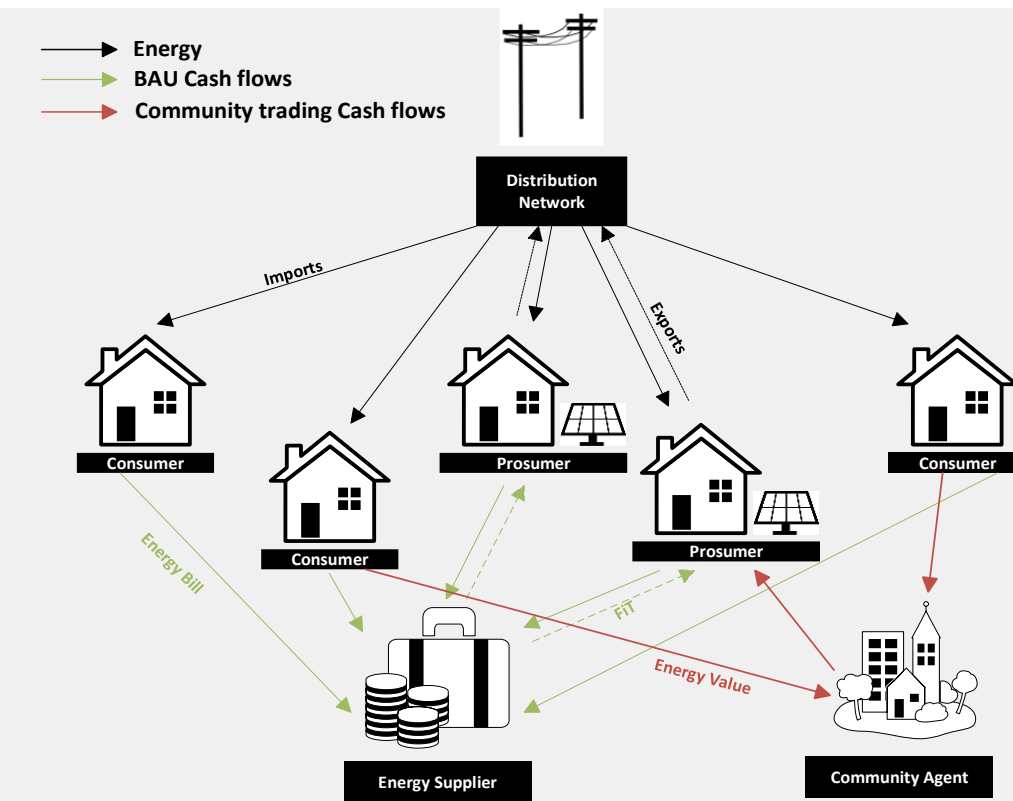 Energy
BAU Cash flows
Community trading Cash flows
Distribution
Network
Imports
Exports
Consumer
Prosumer
Consumer
Consumer
Prosumer
Energy Bill
FiT
Energy Value
Energy Supplier
Community Agent